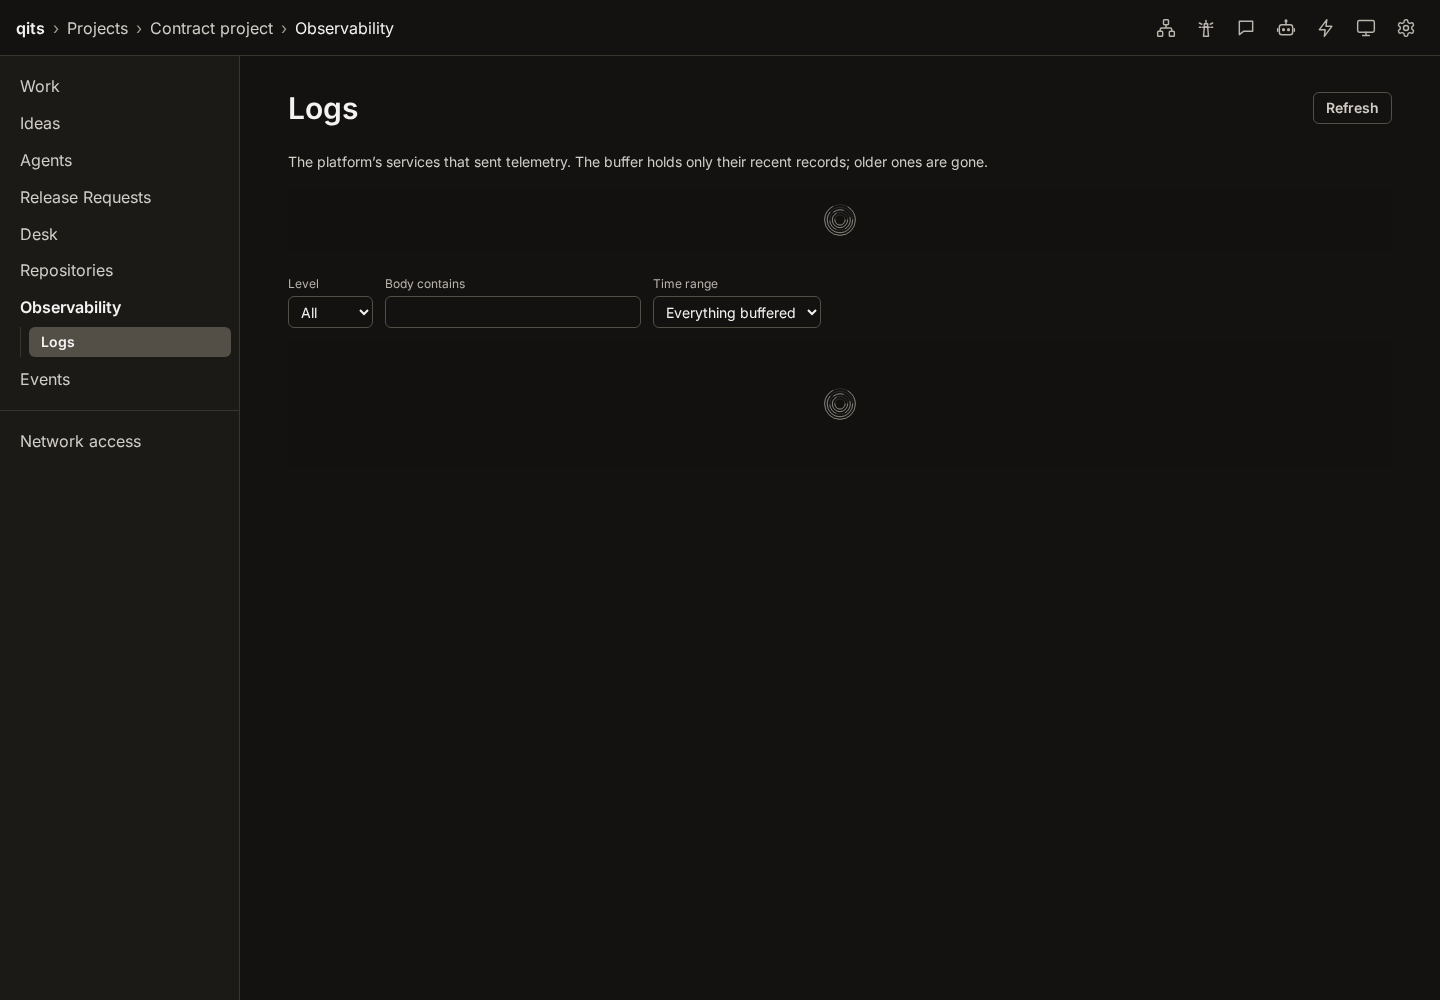 qits › Projects › Contract project › Observability
Work
Ideas
Agents
Release Requests
Desk
Repositories
Observability
Logs
Events
Network access
Logs
Refresh
The platform’s services that sent telemetry. The buffer holds only their recent records; older ones are gone.
Level
Body contains
Time range
All
Everything buffered